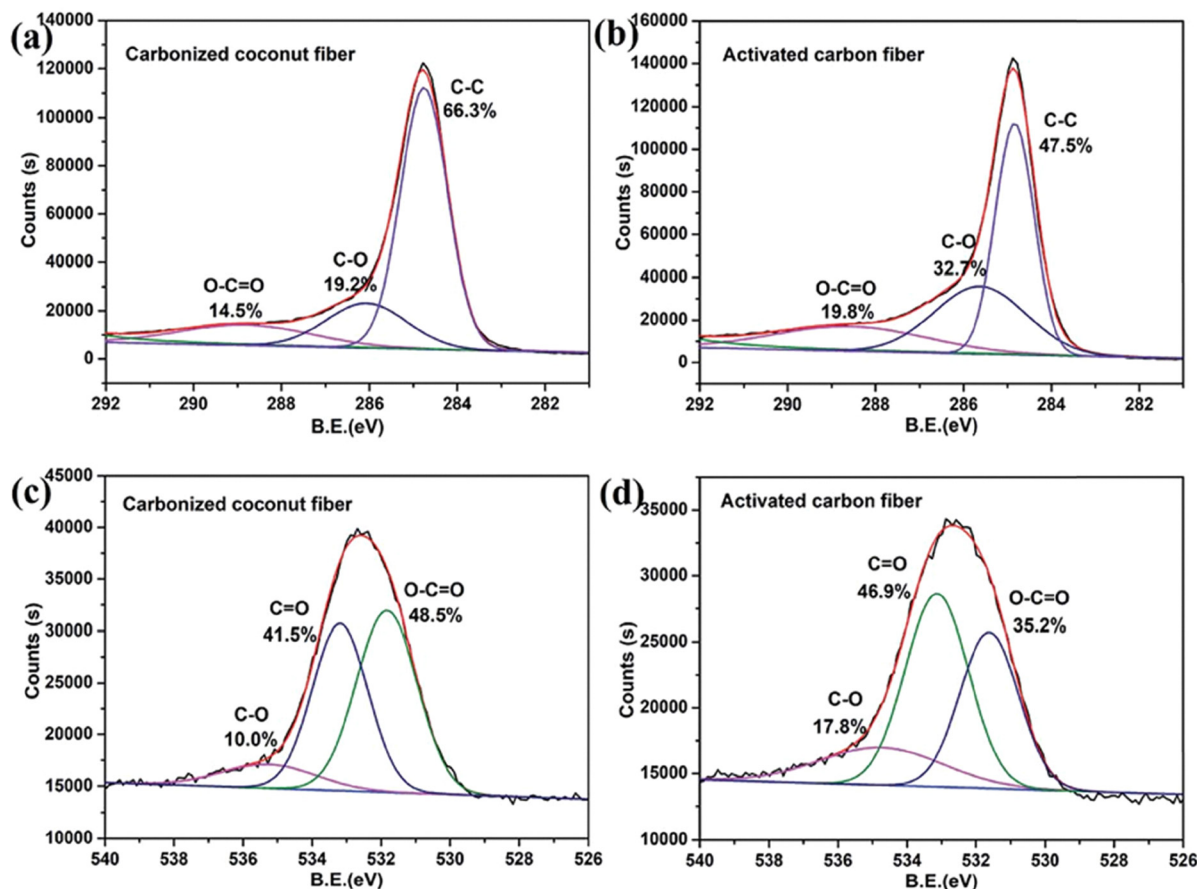 (a)
Carbonized coconut fiber
C-C
66.3%
C-O
19.2%
O-C=O
14.5%
Counts (s)
140000
120000
100000
80000
60000
40000
20000
0
292 290 288 286 284 282
B.E.(eV)
(b)
Activated carbon fiber
C-C
47.5%
C-O
32.7%
O-C=O
19.8%
Counts (s)
160000
140000
120000
100000
80000
60000
40000
20000
0
292 290 288 286 284 282
B.E.(eV)
(c)
Carbonized coconut fiber
C=O
41.5%
O-C=O
48.5%
C-O
10.0%
Counts (s)
45000
40000
35000
30000
25000
20000
15000
10000
540 538 536 534 532 530 528 526
B.E.(eV)
(d)
Activated carbon fiber
C=O
46.9%
O-C=O
35.2%
C-O
17.8%
Counts (s)
35000
30000
25000
20000
15000
10000
540 538 536 534 532 530 528 526
B.E.(eV)